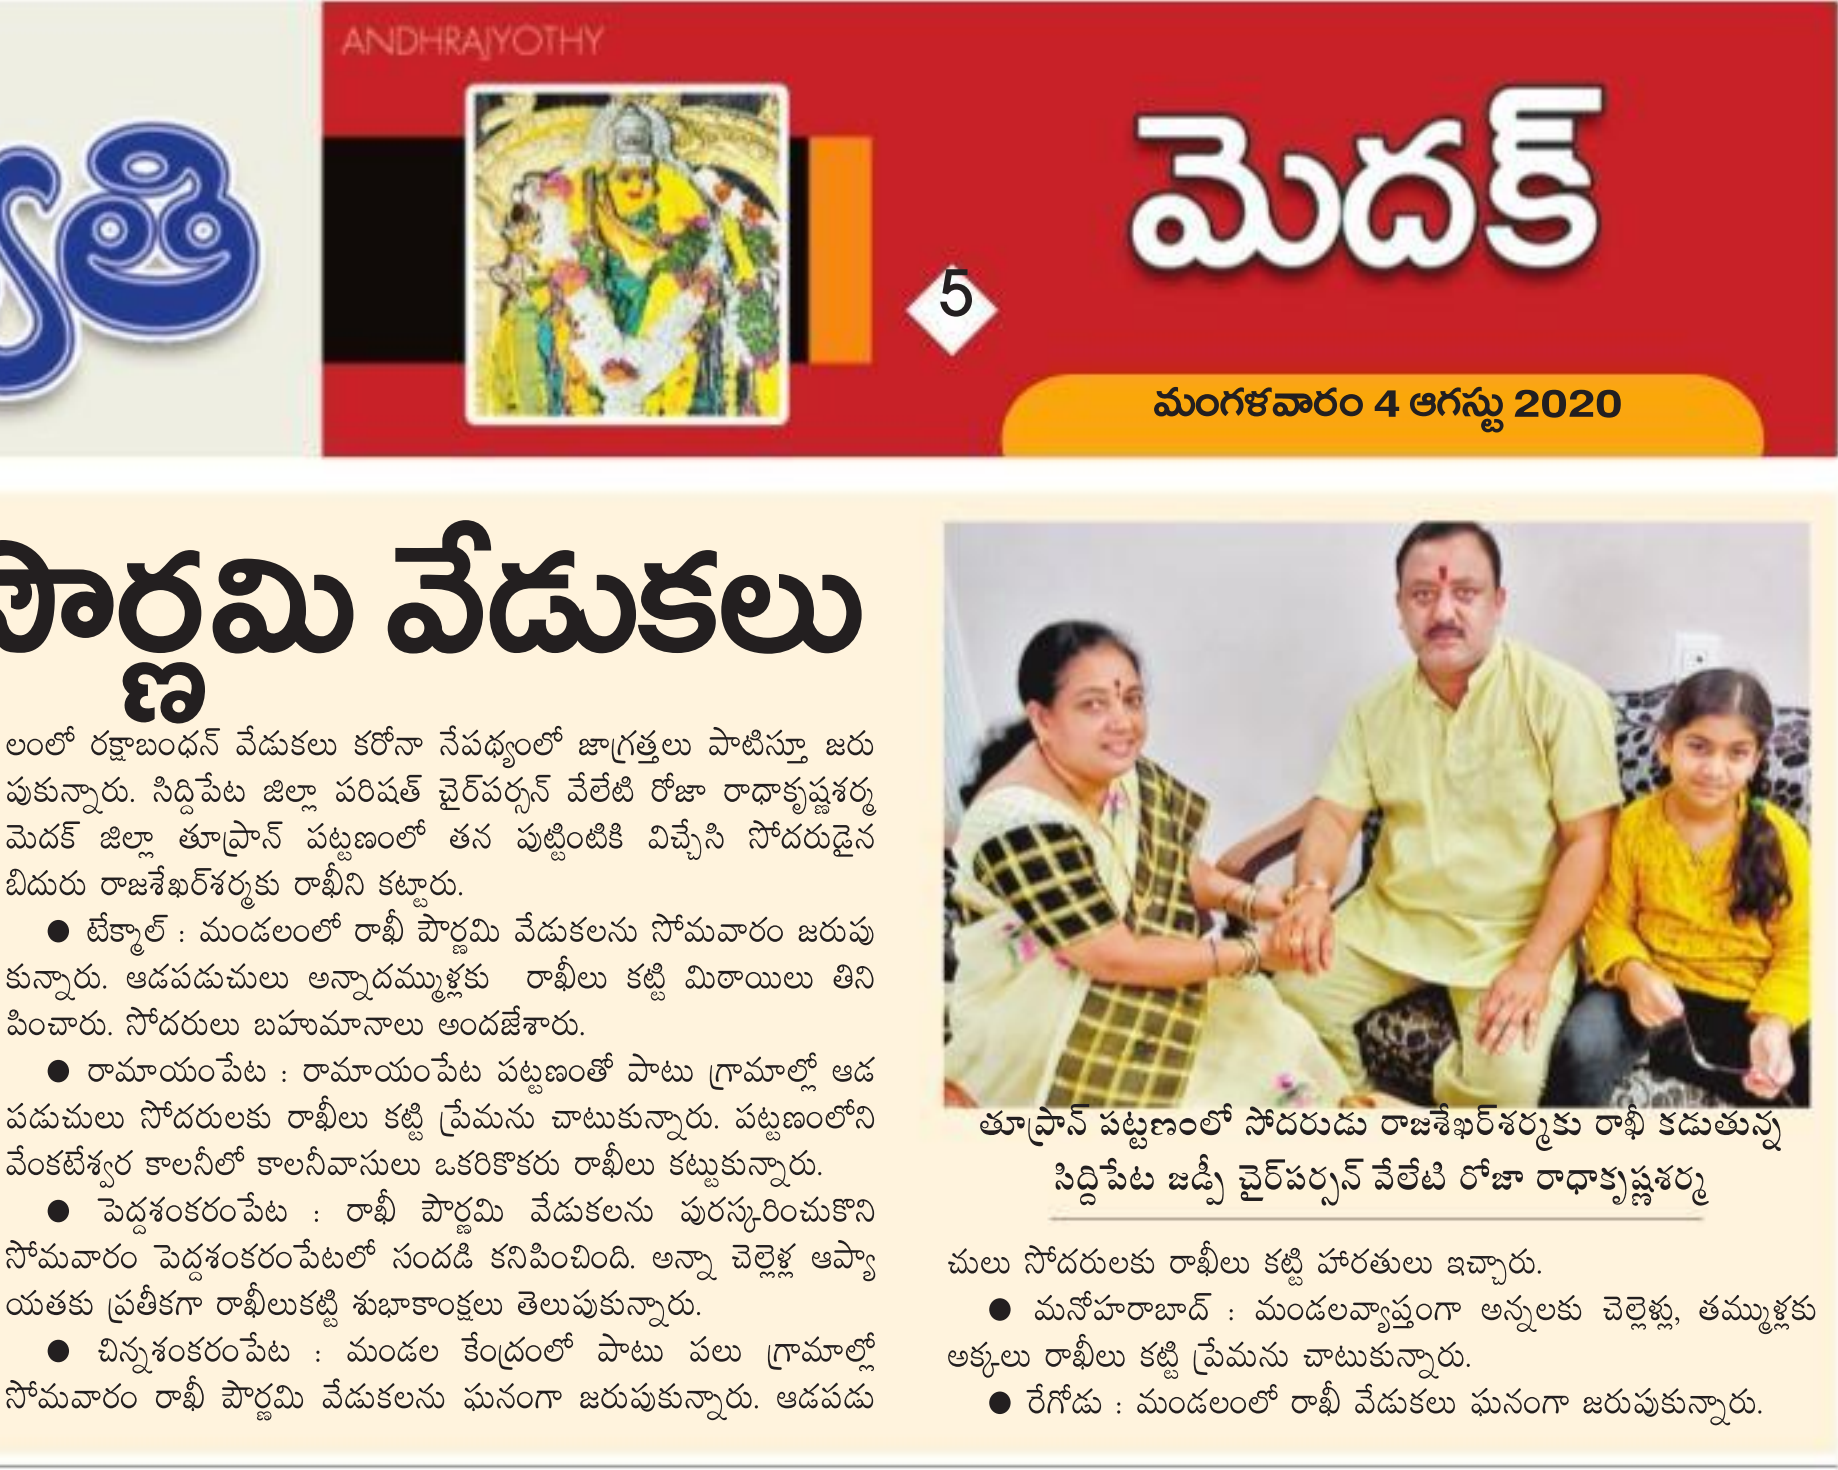 ANDHRAJYOTHY
మెదక్
5
మంగళవారం 4 ఆగస్టు 2020
పౌర్ణమి వేడుకలు
లంలో రక్షాబంధన్ వేడుకలు కరోనా నేపథ్యంలో జాగ్రత్తలు పాటిస్తూ జరు
పుకున్నారు. సిద్దిపేట జిల్లా పరిషత్ చైర్‌పర్సన్ వేలేటి రోజా రాధాకృష్ణశర్మ
మెదక్ జిల్లా తూప్రాన్ పట్టణంలో తన పుట్టింటికి విచ్చేసి సోదరుడైన
బిదురు రాజశేఖర్‌శర్మకు రాఖీని కట్టారు.
● టేక్మాల్ : మండలంలో రాఖీ పౌర్ణమి వేడుకలను సోమవారం జరుపు
కున్నారు. ఆడపడుచులు అన్నాదమ్ముళ్లకు రాఖీలు కట్టి మిఠాయిలు తిని
పించారు. సోదరులు బహుమానాలు అందజేశారు.
● రామాయంపేట : రామాయంపేట పట్టణంతో పాటు గ్రామాల్లో ఆడ
పడుచులు సోదరులకు రాఖీలు కట్టి ప్రేమను చాటుకున్నారు. పట్టణంలోని
వేంకటేశ్వర కాలనీలో కాలనీవాసులు ఒకరికొకరు రాఖీలు కట్టుకున్నారు.
● పెద్దశంకరంపేట : రాఖీ పౌర్ణమి వేడుకలను పురస్కరించుకొని
సోమవారం పెద్దశంకరంపేటలో సందడి కనిపించింది. అన్నా చెల్లెళ్ల ఆప్యా
యతకు ప్రతీకగా రాఖీలుకట్టి శుభాకాంక్షలు తెలుపుకున్నారు.
● చిన్నశంకరంపేట : మండల కేంద్రంలో పాటు పలు గ్రామాల్లో
సోమవారం రాఖీ పౌర్ణమి వేడుకలను ఘనంగా జరుపుకున్నారు. ఆడపడు
తూప్రాన్ పట్టణంలో సోదరుడు రాజశేఖర్‌శర్మకు రాఖీ కడుతున్న
సిద్దిపేట జడ్పీ చైర్‌పర్సన్ వేలేటి రోజా రాధాకృష్ణశర్మ
చులు సోదరులకు రాఖీలు కట్టి హారతులు ఇచ్చారు.
● మనోహరాబాద్ : మండలవ్యాప్తంగా అన్నలకు చెల్లెళ్లు, తమ్ముళ్లకు
అక్కలు రాఖీలు కట్టి ప్రేమను చాటుకున్నారు.
● రేగోడు : మండలంలో రాఖీ వేడుకలు ఘనంగా జరుపుకున్నారు.